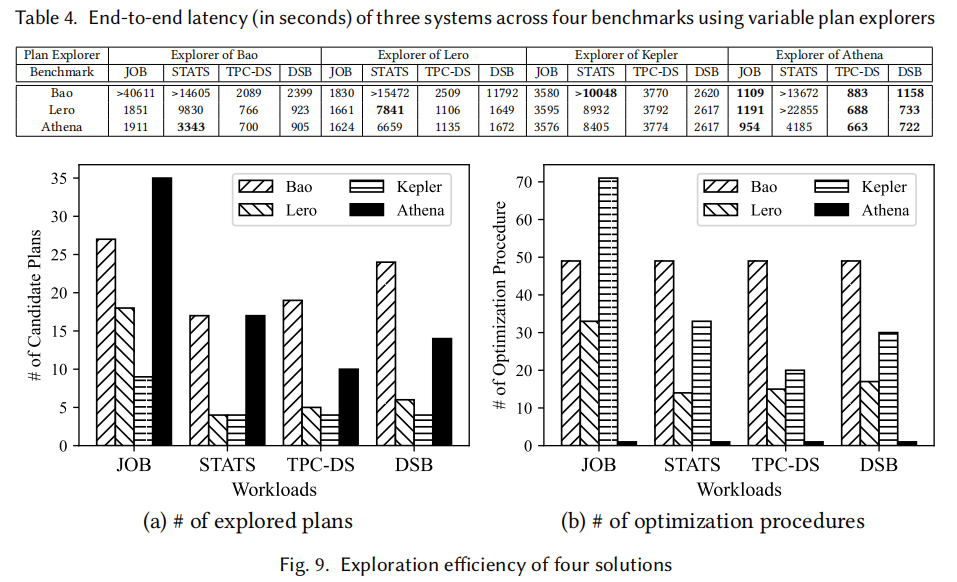 Table 4. End-to-end latency (in seconds) of three systems across four benchmarks using variable plan explorers
Plan Explorer Explorer of Bao Explorer of Lero Explorer of Kepler Explorer of Athena
Benchmark JOB STATS TPC-DS DSB JOB STATS TPC-DS DSB JOB STATS TPC-DS DSB JOB STATS TPC-DS DSB
Bao >40611 >14605 2089 2399 1830 >15472 2509 11792 3580 >10048 3770 2620 1109 >13672 883 1158
Lero 1851 9830 766 923 1661 7841 1106 1649 3595 8932 3792 2617 1191 >22855 688 733
Athena 1911 3343 700 905 1624 6659 1135 1672 3576 8405 3774 2617 954 4185 663 722
# of Candidate Plans
35
30
25
20
15
10
5
0
Bao Kepler
Lero Athena
JOB STATS TPC-DS DSB
Workloads
(a) # of explored plans
# of Optimization Procedure
70
60
50
40
30
20
10
0
Bao Kepler
Lero Athena
JOB STATS TPC-DS DSB
Workloads
(b) # of optimization procedures
Fig. 9. Exploration efficiency of four solutions